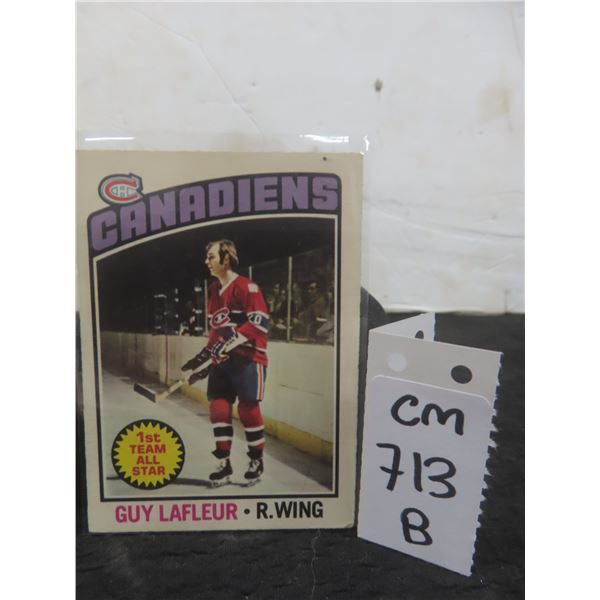 CANADIENS
1st
TEAM
ALL
STAR
GUY LAFLEUR • R. WING
CM
713
B